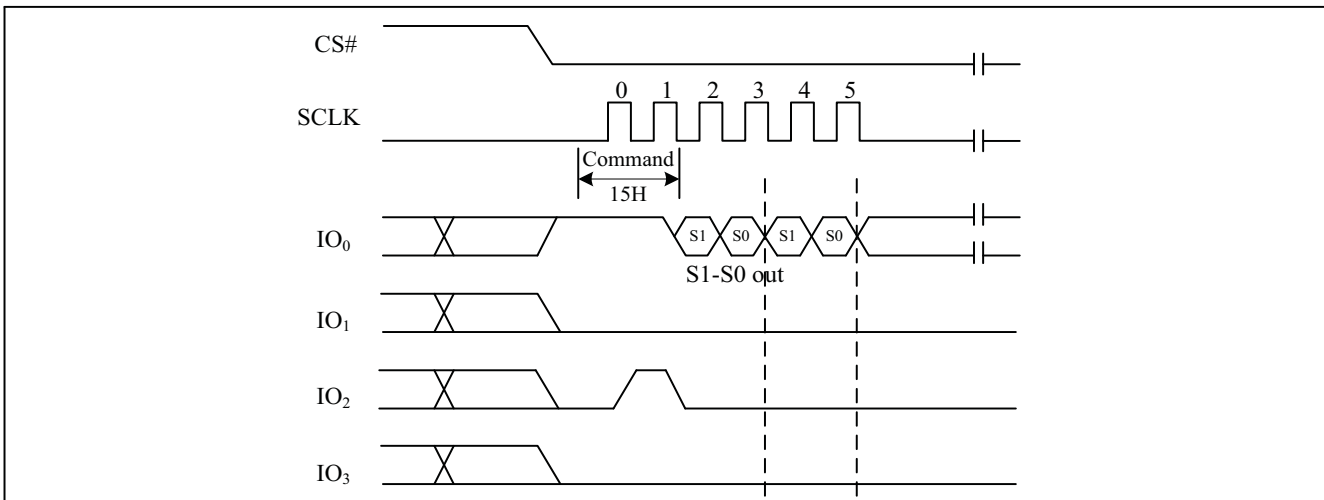 CS#
0 1 2 3 4 5
SCLK
Command
15H
IO0 S1 S0 S1 S0
S1-S0 out
IO1
IO2
IO3